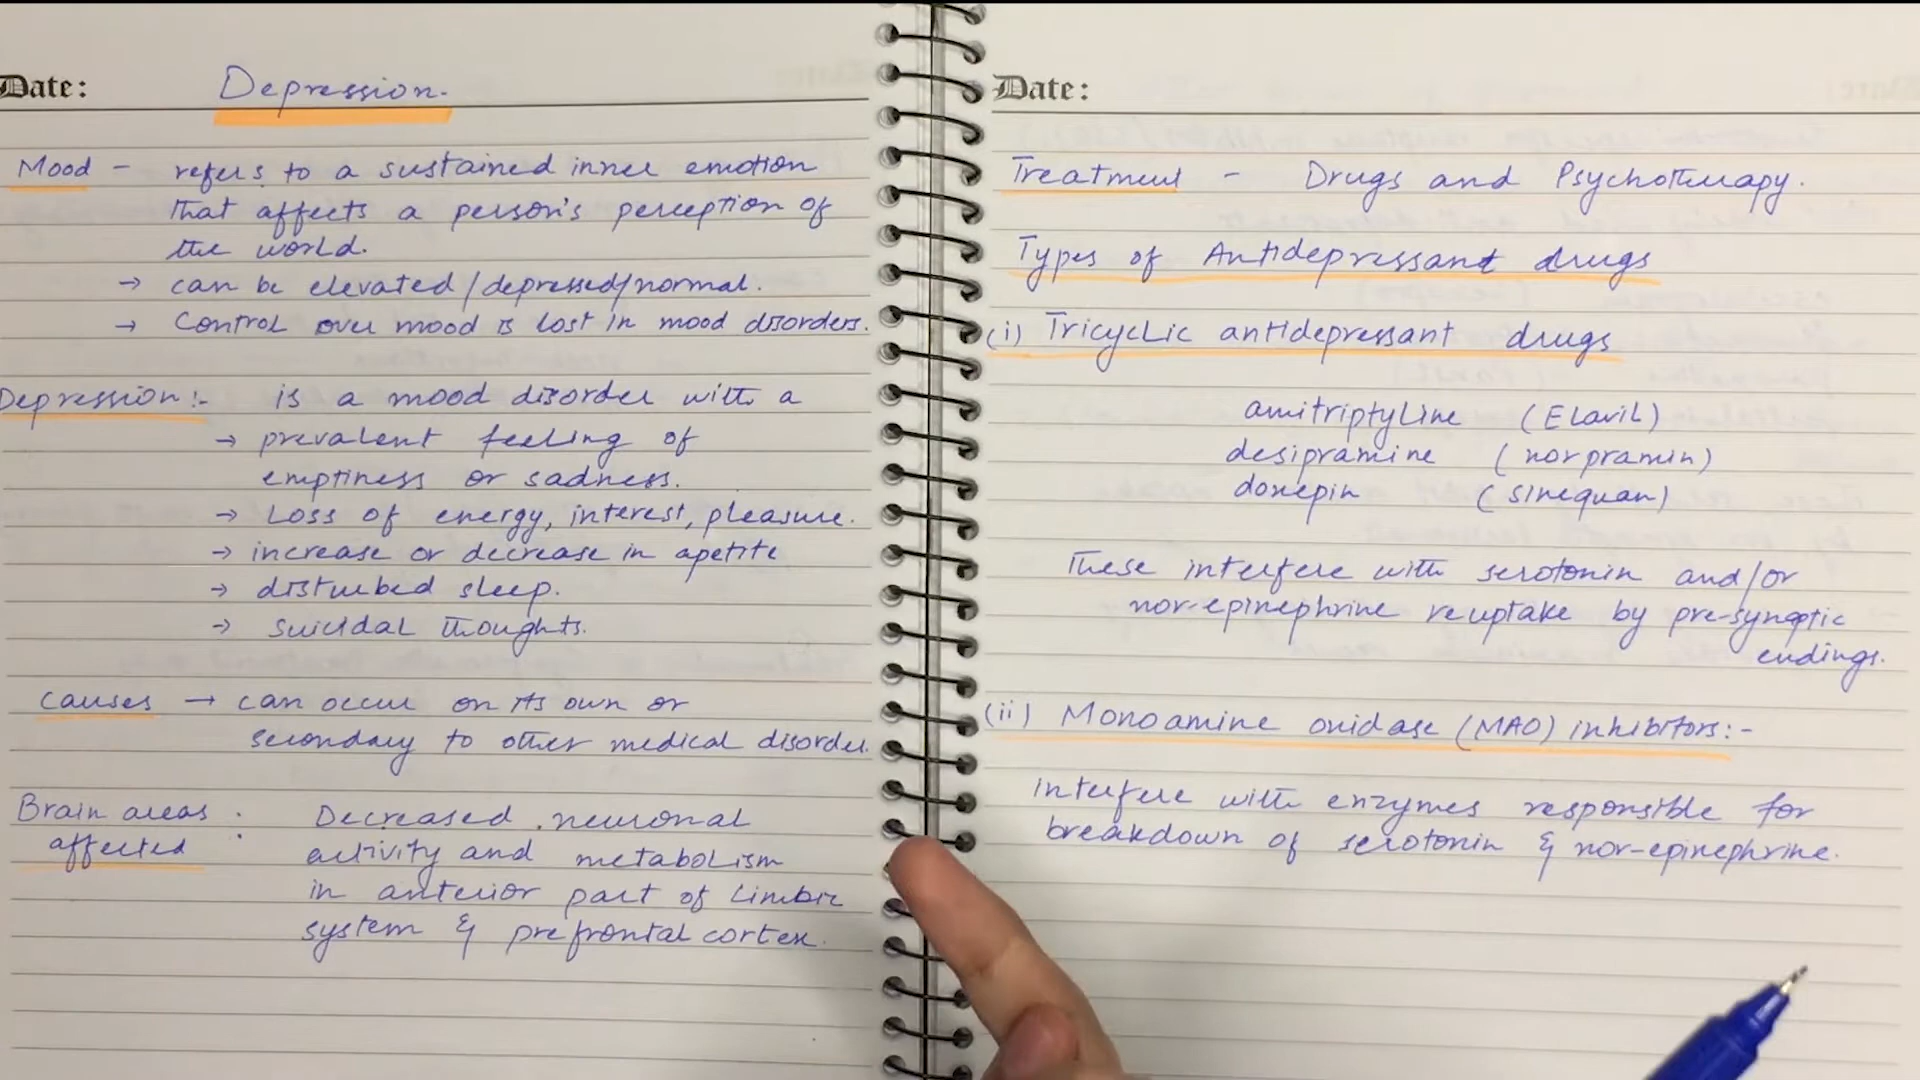 Date:
Depression.
Mood - refers to a sustained inner emotion
that affects a person's perception of
the world.
→ can be elevated/depressed/normal.
→ Control over mood is lost in mood disorders.
Depression:- is a mood disorder with a
→ prevalent feeling of
emptiness or sadness.
→ Loss of energy, interest, pleasure.
→ increase or decrease in apetite
→ disturbed sleep.
→ suicidal thoughts.
Causes → can occur on its own or
secondary to other medical disorder.
Brain areas : Decreased neuronal
affected : activity and metabolism
in anterior part of Limbic
system & prefrontal cortex.
Date:
Treatment - Drugs and Psychotherapy.
Types of Antidepressant drugs
(i) Tricyclic antidepressant drugs
amitriptyline (Elavil)
desipramine (norpramin)
doxepin (sinequan)
These interfere with serotonin and/or
nor-epinephrine reuptake by pre-synaptic
endings.
(ii) Monoamine oxidase (MAO) inhibitors:-
interfere with enzymes responsible for
breakdown of serotonin & nor-epinephrine.